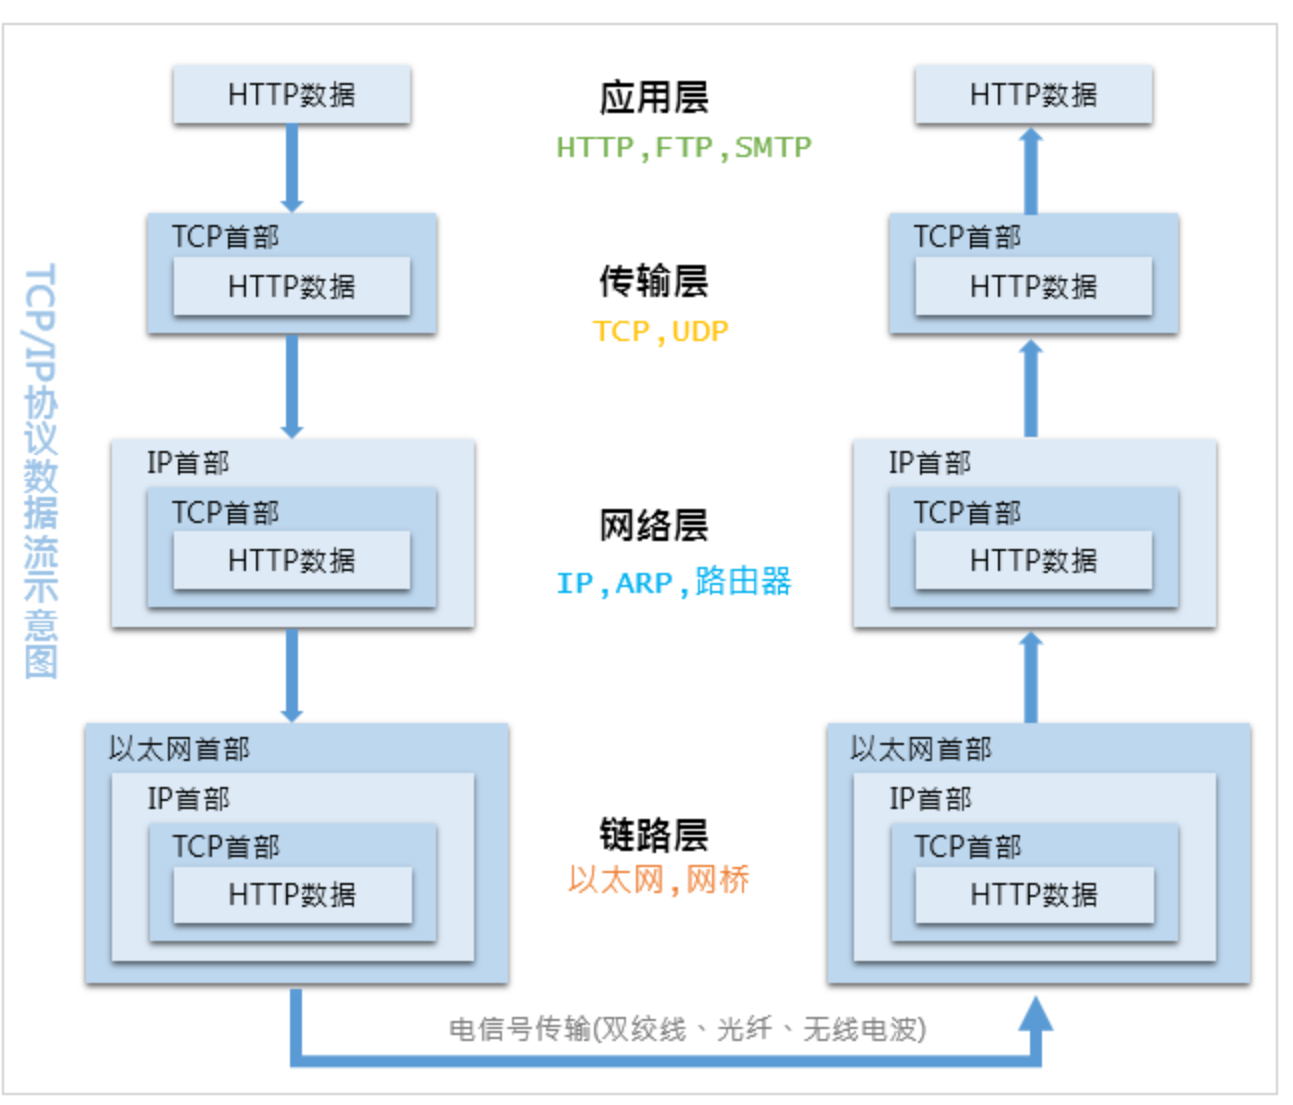 TCP/IP协议数据流示意图
HTTP数据
应用层
HTTP,FTP,SMTP
HTTP数据
TCP首部
HTTP数据
传输层
TCP,UDP
TCP首部
HTTP数据
IP首部
TCP首部
HTTP数据
网络层
IP,ARP,路由器
IP首部
TCP首部
HTTP数据
以太网首部
IP首部
TCP首部
HTTP数据
链路层
以太网,网桥
以太网首部
IP首部
TCP首部
HTTP数据
电信号传输(双绞线、光纤、无线电波)